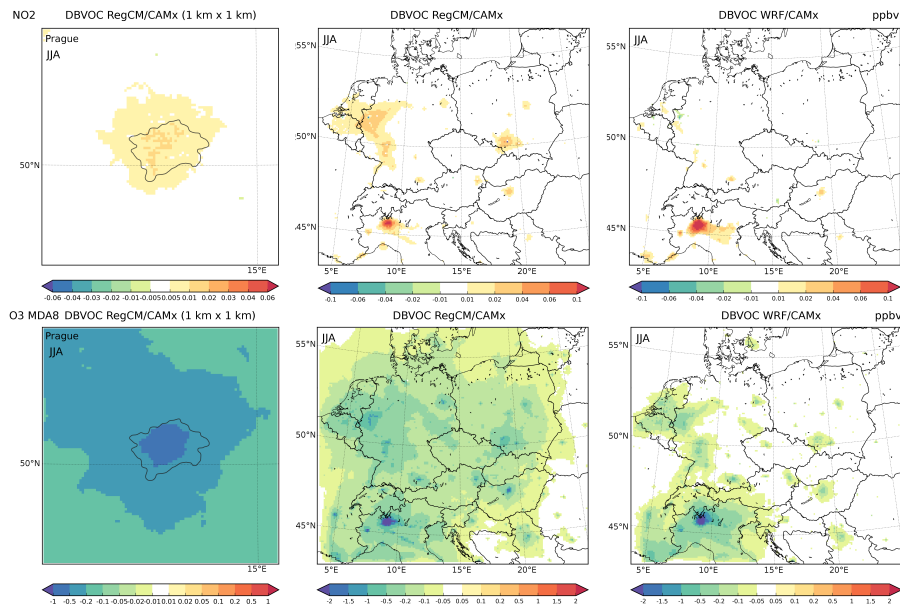 NO2 DBVOC RegCM/CAMx (1 km x 1 km) DBVOC RegCM/CAMx DBVOC WRF/CAMx ppbv
Prague
JJA JJA JJA
55°N 55°N
50°N 50°N 50°N
45°N 45°N
15°E 5°E 10°E 15°E 20°E 5°E 10°E 15°E 20°E
-0.06 -0.04 -0.03 -0.02 -0.01 -0.005 0.005 0.01 0.02 0.03 0.04 0.06
-0.1 -0.06 -0.04 -0.02 -0.01 0.01 0.02 0.04 0.06 0.1
-0.1 -0.06 -0.04 -0.02 -0.01 0.01 0.02 0.04 0.06 0.1
O3 MDA8 DBVOC RegCM/CAMx (1 km x 1 km) DBVOC RegCM/CAMx DBVOC WRF/CAMx ppbv
Prague
JJA JJA JJA
55°N 55°N
50°N 50°N 50°N
45°N 45°N
15°E 5°E 10°E 15°E 20°E 5°E 10°E 15°E 20°E
-1 -0.5 -0.2 -0.1 -0.05 -0.02 -0.01 0.01 0.02 0.05 0.1 0.2 0.5 1
-2 -1.5 -1 -0.5 -0.2 -0.1 -0.05 0.05 0.1 0.2 0.5 1 1.5 2
-2 -1.5 -1 -0.5 -0.2 -0.1 -0.05 0.05 0.1 0.2 0.5 1 1.5 2